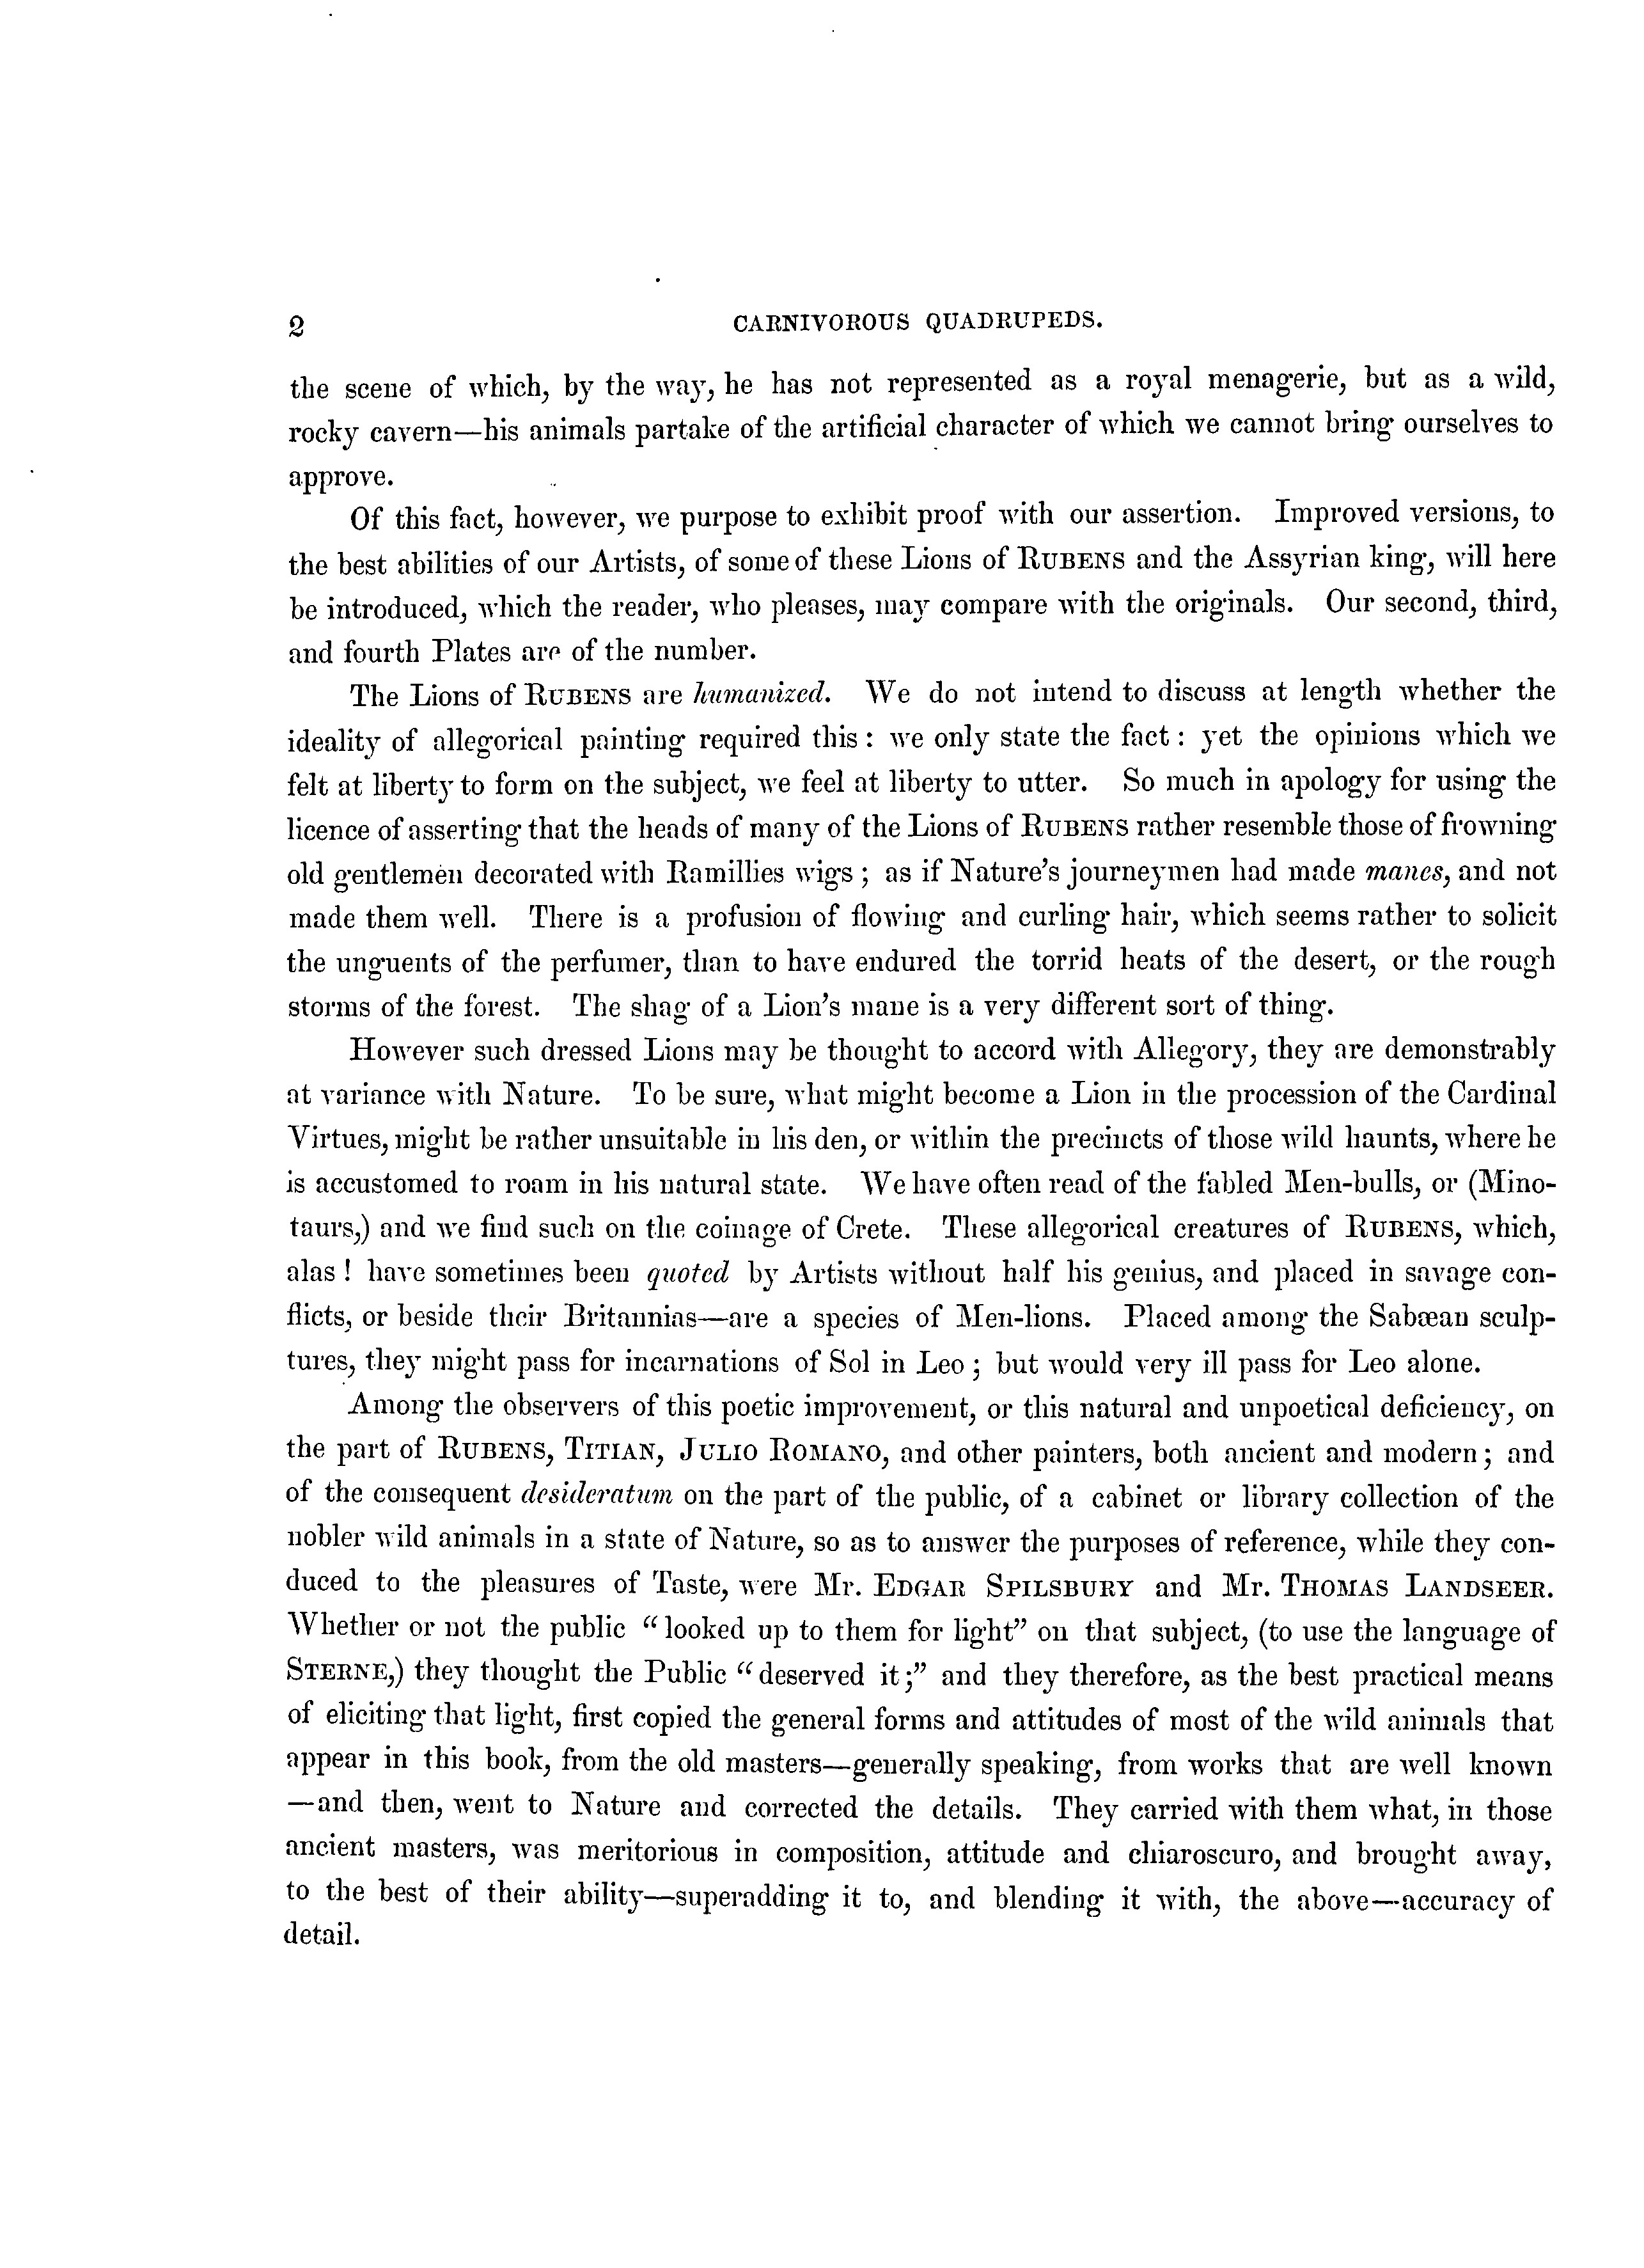 2 CARNIVOROUS QUADRUPEDS.
the scene of which, by the way, he has not represented as a royal menagerie, but as a wild,
rocky cavern—his animals partake of the artificial character of which we cannot bring ourselves to
approve.
Of this fact, however, we purpose to exhibit proof with our assertion. Improved versions, to
the best abilities of our Artists, of some of these Lions of RUBENS and the Assyrian king, will here
be introduced, which the reader, who pleases, may compare with the originals. Our second, third,
and fourth Plates are of the number.
The Lions of RUBENS are humanized. We do not intend to discuss at length whether the
ideality of allegorical painting required this : we only state the fact : yet the opinions which we
felt at liberty to form on the subject, we feel at liberty to utter. So much in apology for using the
licence of asserting that the heads of many of the Lions of RUBENS rather resemble those of frowning
old gentlemen decorated with Ramillies wigs ; as if Nature's journeymen had made manes, and not
made them well. There is a profusion of flowing and curling hair, which seems rather to solicit
the unguents of the perfumer, than to have endured the torrid heats of the desert, or the rough
storms of the forest. The shag of a Lion's mane is a very different sort of thing.
However such dressed Lions may be thought to accord with Allegory, they are demonstrably
at variance with Nature. To be sure, what might become a Lion in the procession of the Cardinal
Virtues, might be rather unsuitable in his den, or within the precincts of those wild haunts, where he
is accustomed to roam in his natural state. We have often read of the fabled Men-bulls, or (Mino-
taurs,) and we find such on the coinage of Crete. These allegorical creatures of RUBENS, which,
alas ! have sometimes been quoted by Artists without half his genius, and placed in savage con-
flicts, or beside their Britannias—are a species of Men-lions. Placed among the Sabæan sculp-
tures, they might pass for incarnations of Sol in Leo ; but would very ill pass for Leo alone.
Among the observers of this poetic improvement, or this natural and unpoetical deficiency, on
the part of RUBENS, TITIAN, JULIO ROMANO, and other painters, both ancient and modern ; and
of the consequent desideratum on the part of the public, of a cabinet or library collection of the
nobler wild animals in a state of Nature, so as to answer the purposes of reference, while they con-
duced to the pleasures of Taste, were Mr. EDGAR SPILSBURY and Mr. THOMAS LANDSEER.
Whether or not the public “looked up to them for light” on that subject, (to use the language of
STERNE,) they thought the Public “deserved it ;” and they therefore, as the best practical means
of eliciting that light, first copied the general forms and attitudes of most of the wild animals that
appear in this book, from the old masters—generally speaking, from works that are well known
—and then, went to Nature and corrected the details. They carried with them what, in those
ancient masters, was meritorious in composition, attitude and chiaroscuro, and brought away,
to the best of their ability—superadding it to, and blending it with, the above—accuracy of
detail.